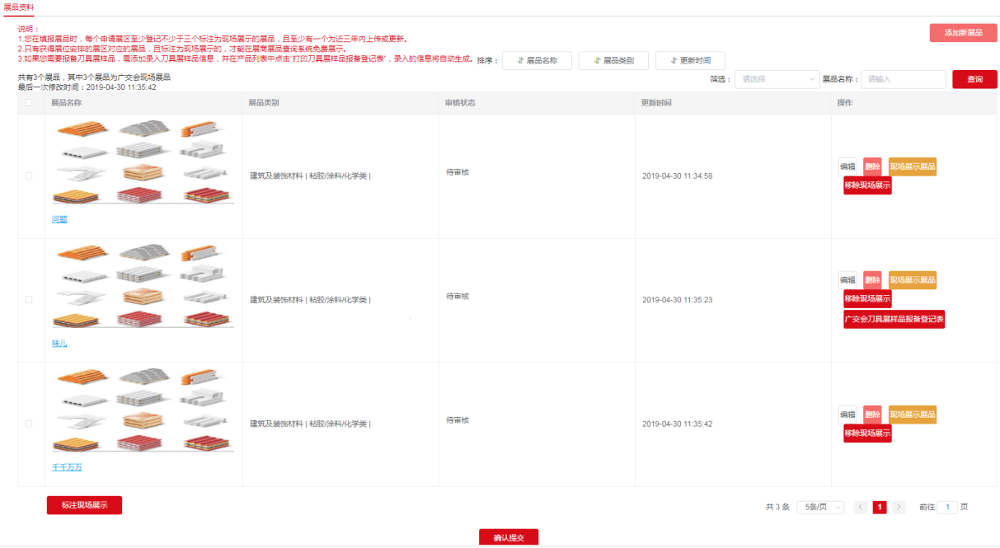 展品资料
说明：
1.您在填报展品时，每个申请展区至少登记不少于三个标注为现场展示的展品，且至少有一个为近三年内上传或更新。
2.只有获得展位安排的展区对应的展品，且标注为现场展示的，才能在展商展品查询系统免费展示。
3.如果您需要报备刀具展样品，需添加录入刀具展样品信息，并在产品列表中点击“打印刀具展样品报备登记表”，录入的信息将自动生成。
添加新展品
排序： 展品名称 展品类别 更新时间
共有3个展品，其中3个展品为广交会现场展品
最后一次修改时间：2019-04-30 11:35:42
筛选： 请选择 展品名称： 请输入 查询
展品名称 展品类别 审核状态 更新时间 操作
问题
建筑及装饰材料 | 粘胶/涂料/化学类 |
待审核
2019-04-30 11:34:58
编辑 删除 现场展示展品
移除现场展示
味儿
建筑及装饰材料 | 粘胶/涂料/化学类 |
待审核
2019-04-30 11:35:23
编辑 删除 现场展示展品
移除现场展示
广交会刀具展样品报备登记表
千千万万
建筑及装饰材料 | 粘胶/涂料/化学类 |
待审核
2019-04-30 11:35:42
编辑 删除 现场展示展品
移除现场展示
标注现场展示
共 3 条 5条/页 1 前往 1 页
确认提交